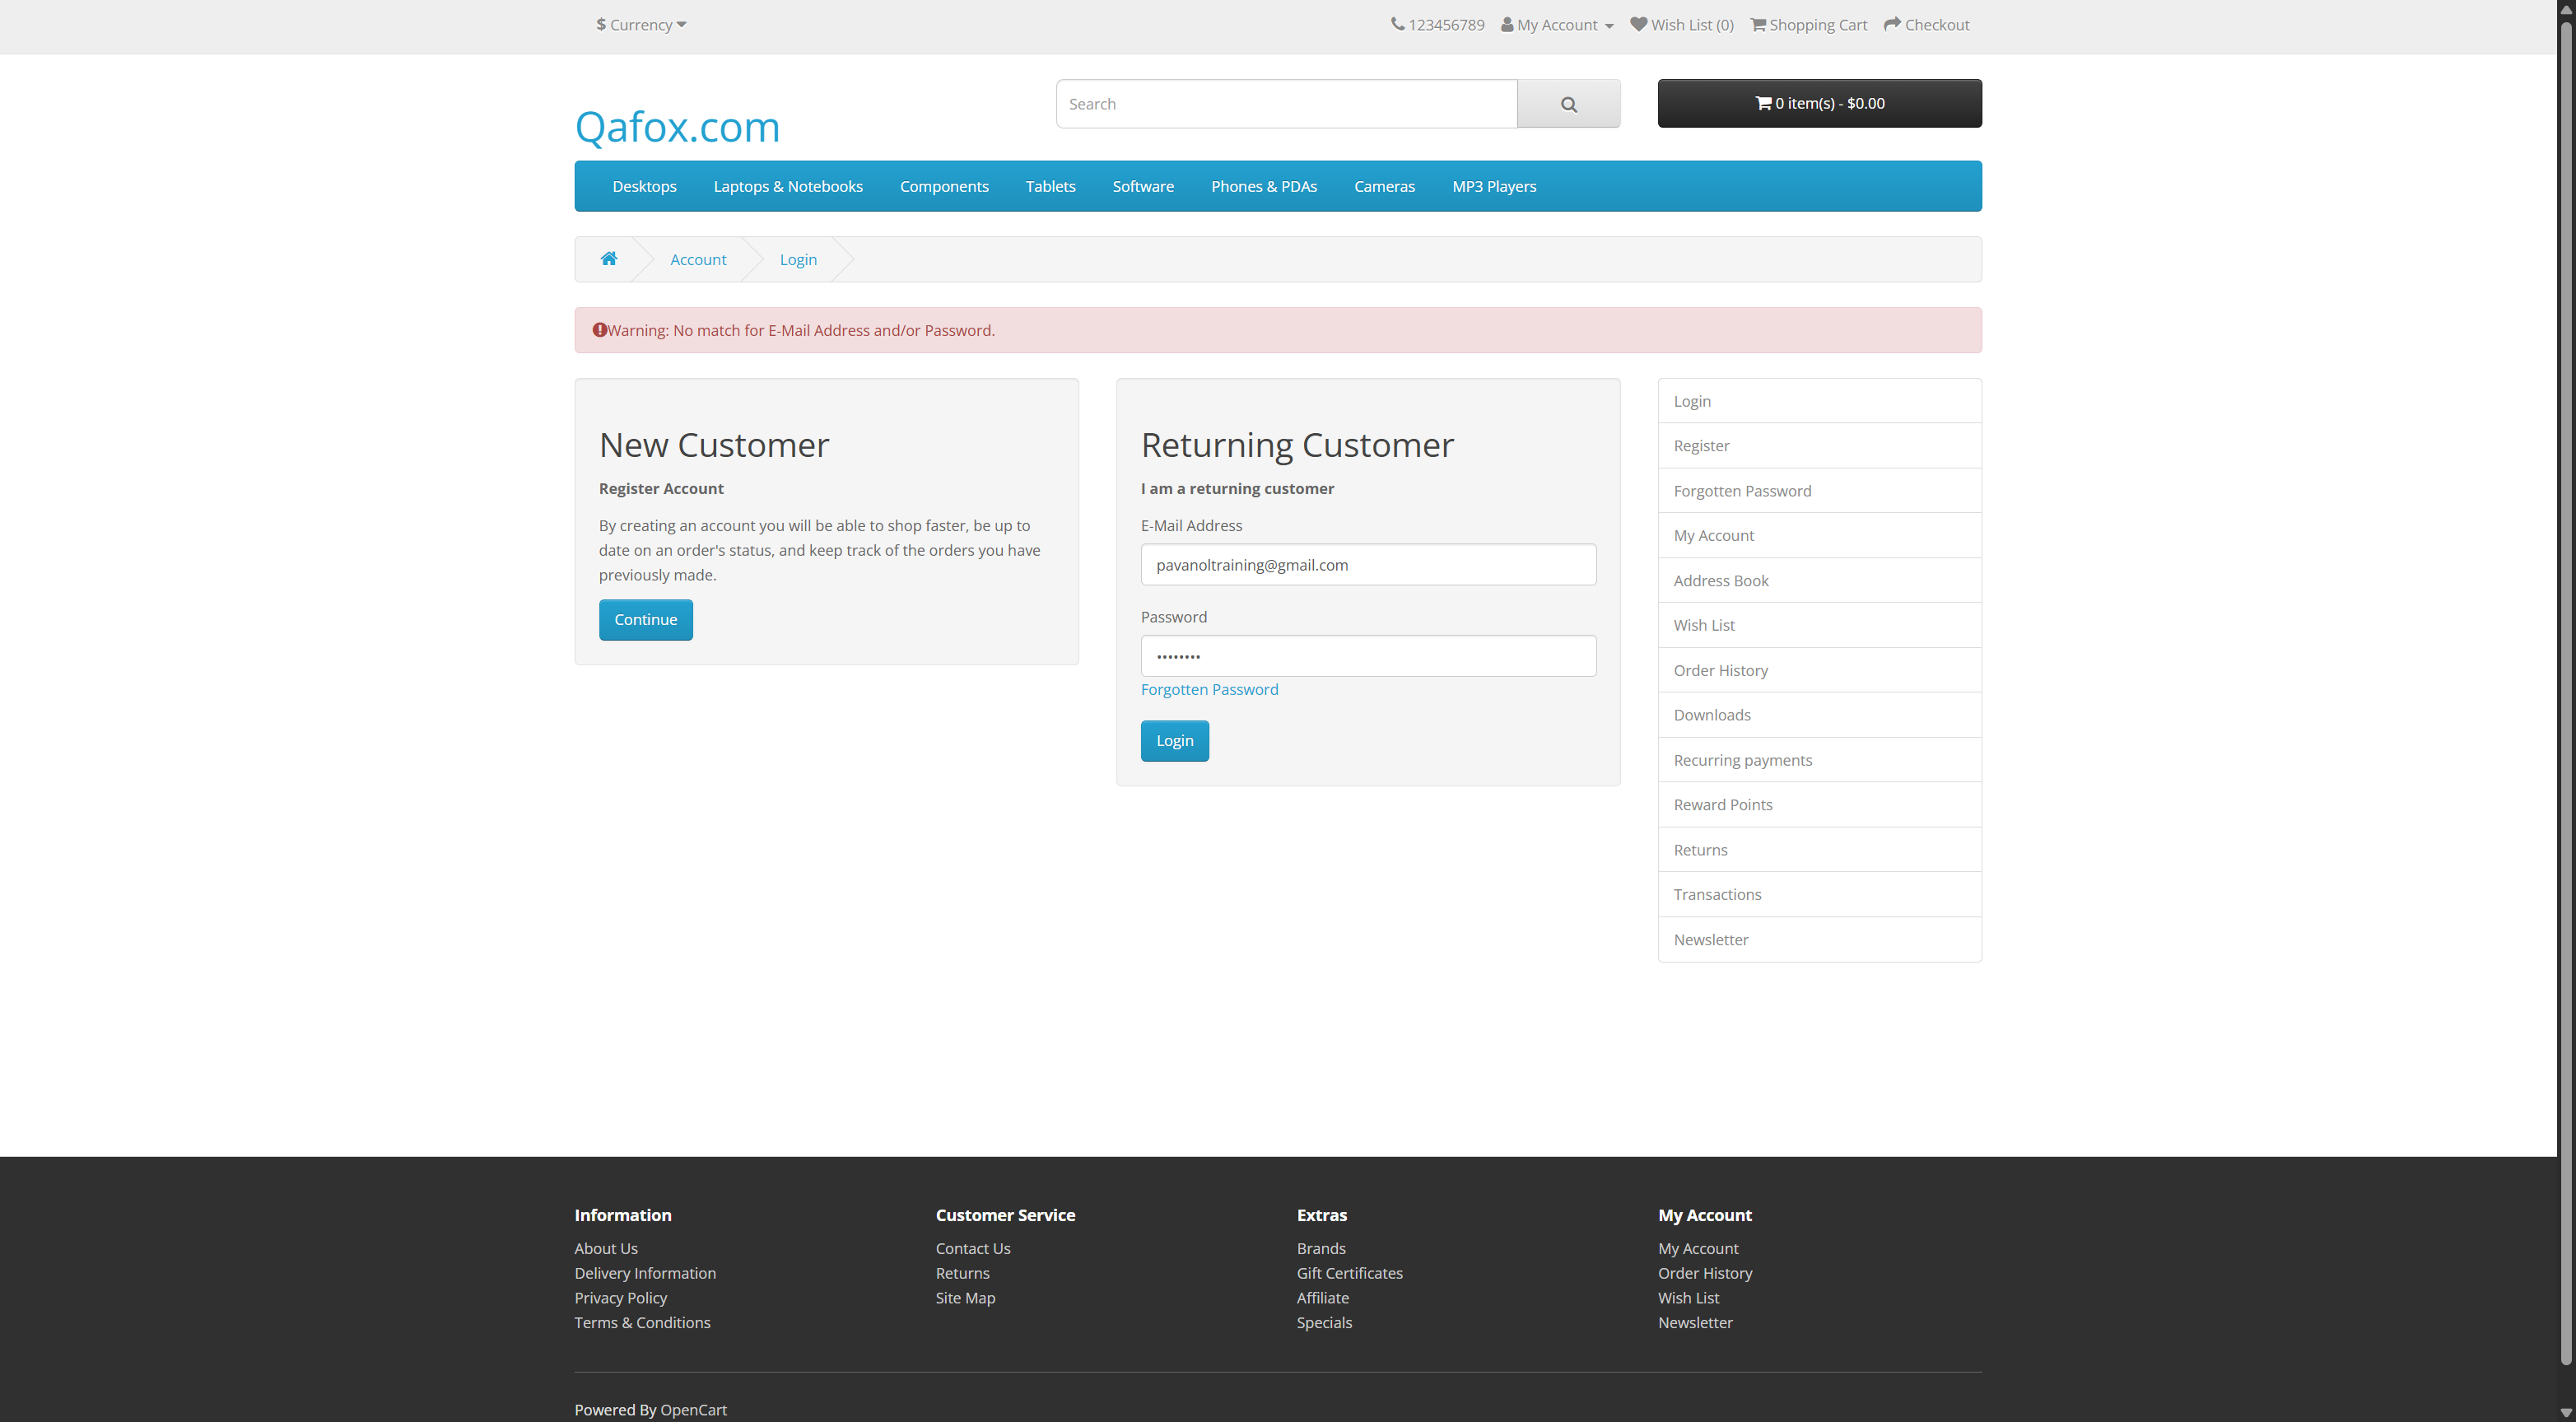 $ Currency
123456789 My Account Wish List (0) Shopping Cart Checkout
Qafox.com
Search
0 item(s) - $0.00
Desktops Laptops & Notebooks Components Tablets Software Phones & PDAs Cameras MP3 Players
Account Login
Warning: No match for E-Mail Address and/or Password.
New Customer
Register Account
By creating an account you will be able to shop faster, be up to
date on an order's status, and keep track of the orders you have
previously made.
Continue
Returning Customer
I am a returning customer
E-Mail Address
pavanoltraining@gmail.com
Password
••••••••
Forgotten Password
Login
Login
Register
Forgotten Password
My Account
Address Book
Wish List
Order History
Downloads
Recurring payments
Reward Points
Returns
Transactions
Newsletter
Information
About Us
Delivery Information
Privacy Policy
Terms & Conditions
Customer Service
Contact Us
Returns
Site Map
Extras
Brands
Gift Certificates
Affiliate
Specials
My Account
My Account
Order History
Wish List
Newsletter
Powered By OpenCart